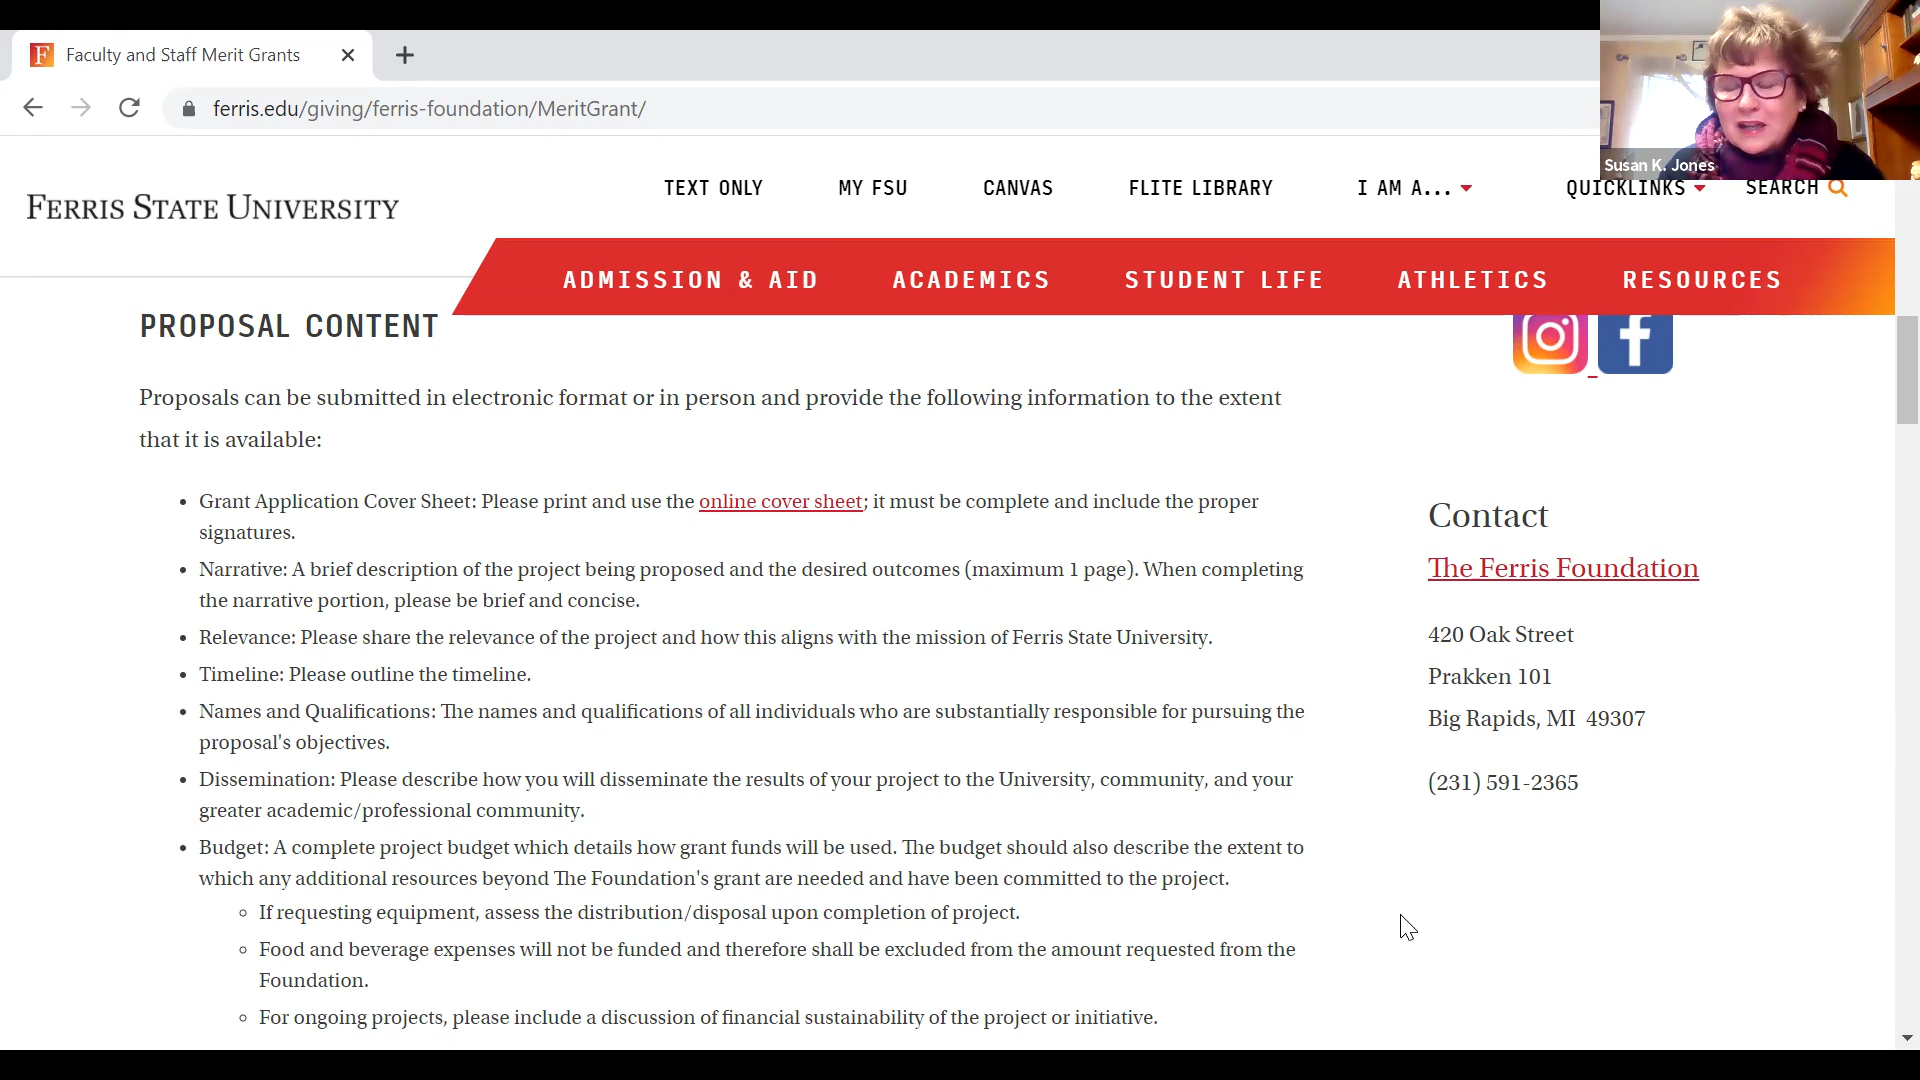 Faculty and Staff Merit Grants
ferris.edu/giving/ferris-foundation/MeritGrant/
Susan K. Jones
FERRIS STATE UNIVERSITY
TEXT ONLY
MY FSU
CANVAS
FLITE LIBRARY
I AM A...
QUICKLINKS
SEARCH
ADMISSION & AID
ACADEMICS
STUDENT LIFE
ATHLETICS
RESOURCES
PROPOSAL CONTENT
Proposals can be submitted in electronic format or in person and provide the following information to the extent
that it is available:
• Grant Application Cover Sheet: Please print and use the online cover sheet; it must be complete and include the proper
signatures.
• Narrative: A brief description of the project being proposed and the desired outcomes (maximum 1 page). When completing
the narrative portion, please be brief and concise.
• Relevance: Please share the relevance of the project and how this aligns with the mission of Ferris State University.
• Timeline: Please outline the timeline.
• Names and Qualifications: The names and qualifications of all individuals who are substantially responsible for pursuing the
proposal's objectives.
• Dissemination: Please describe how you will disseminate the results of your project to the University, community, and your
greater academic/professional community.
• Budget: A complete project budget which details how grant funds will be used. The budget should also describe the extent to
which any additional resources beyond The Foundation's grant are needed and have been committed to the project.
◦ If requesting equipment, assess the distribution/disposal upon completion of project.
◦ Food and beverage expenses will not be funded and therefore shall be excluded from the amount requested from the
Foundation.
◦ For ongoing projects, please include a discussion of financial sustainability of the project or initiative.
Contact
The Ferris Foundation
420 Oak Street
Prakken 101
Big Rapids, MI 49307
(231) 591-2365